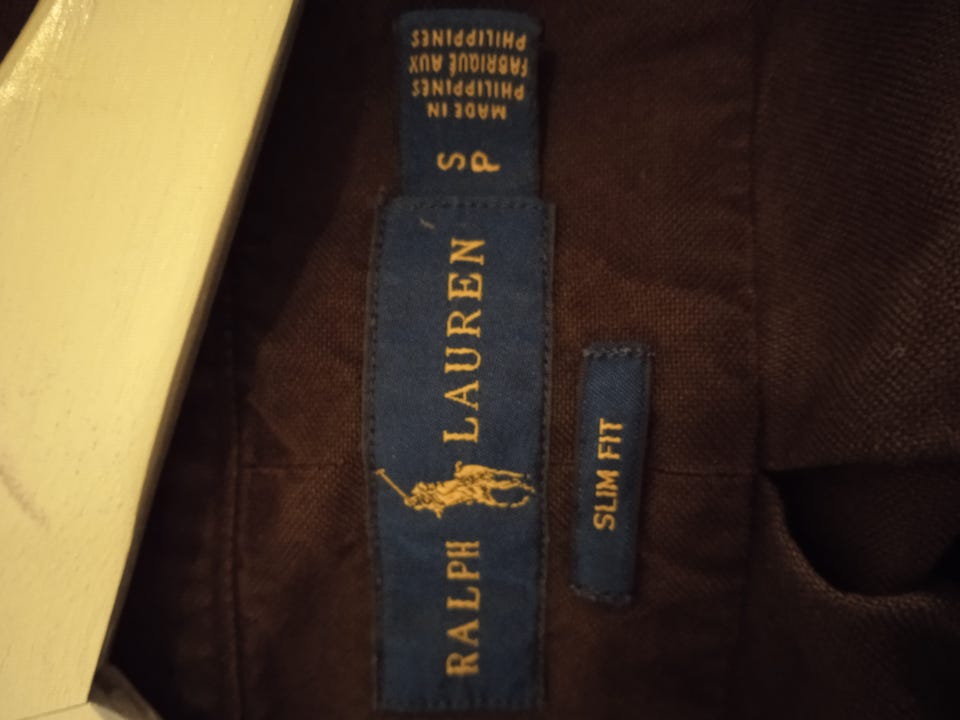 RALPH LAUREN
SLIM FIT
S
P
MADE IN
PHILIPPINES
FABRIQUÉ AUX
PHILIPPINES